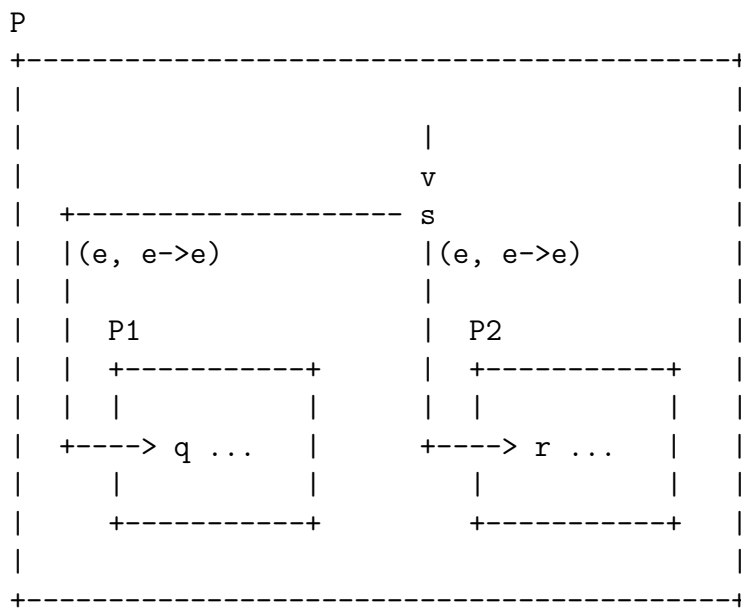 P
v
s
(e, e->e) (e, e->e)
P1 P2
q ... r ...